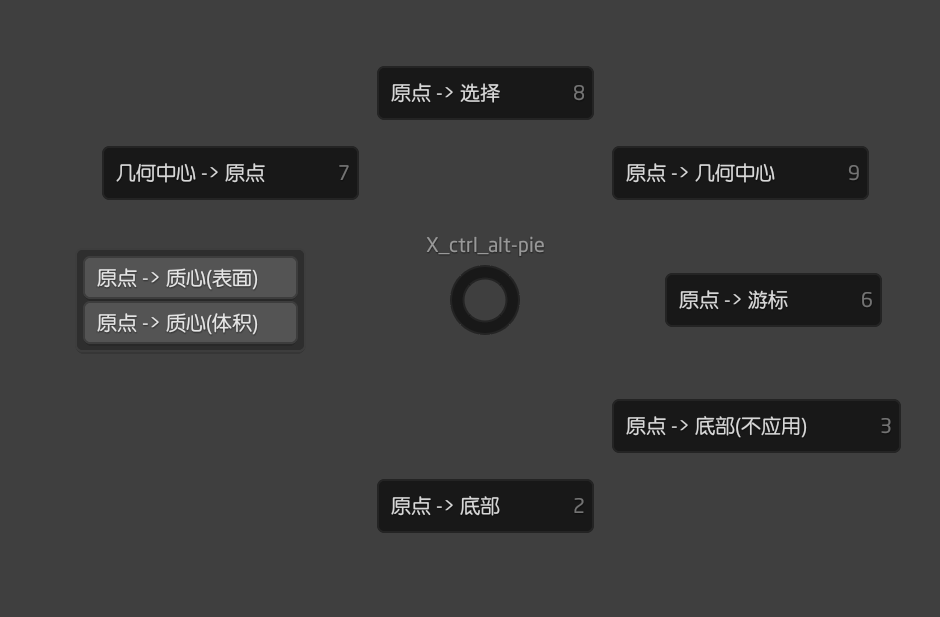 原点 -> 选择 8
几何中心 -> 原点 7
原点 -> 几何中心 9
X_ctrl_alt-pie
原点 -> 质心(表面)
原点 -> 质心(体积)
原点 -> 游标 6
原点 -> 底部(不应用) 3
原点 -> 底部 2